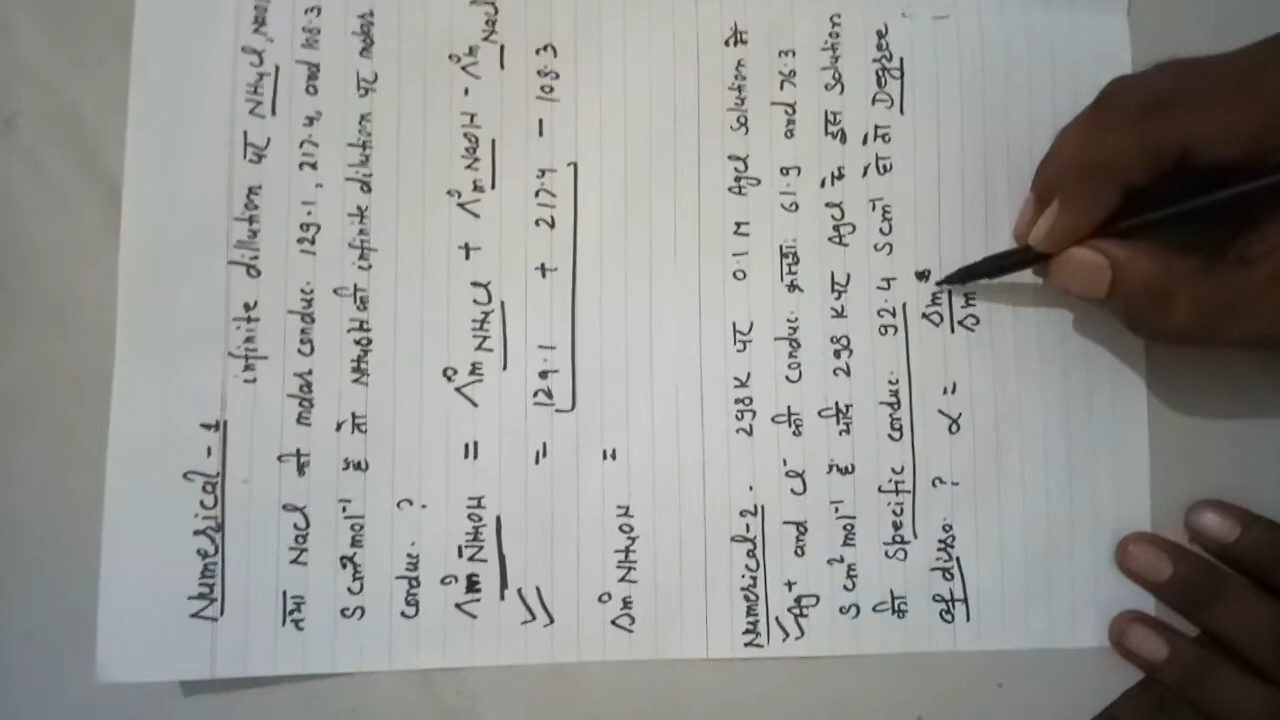 Numerical-1
infinite dillution पर NH4Cl, NaOH
तथा NaCl की molar conduc. 129.1, 217.4, and 108.3
S cm² mol⁻¹ है तो NH4OH की infinite dilution पर molar
conduc. ?
Λ°m NH4OH = Λ°m NH4Cl + Λ°m NaOH - Λ°m NaCl
= 129.1 + 217.4 - 108.3
Λ°m NH4OH =
Numerical-2. 298K पर 0.1 M Agcl Solution में
Ag+ and Cl- की Conduc. क्रमशः 61.9 and 76.3
S cm² mol⁻¹ है यदि 298 K पर Agcl के इस Solution
की Specific conduc. 92.4 S cm⁻¹ हो तो Degree
of disso. ? α = Λm / Λm